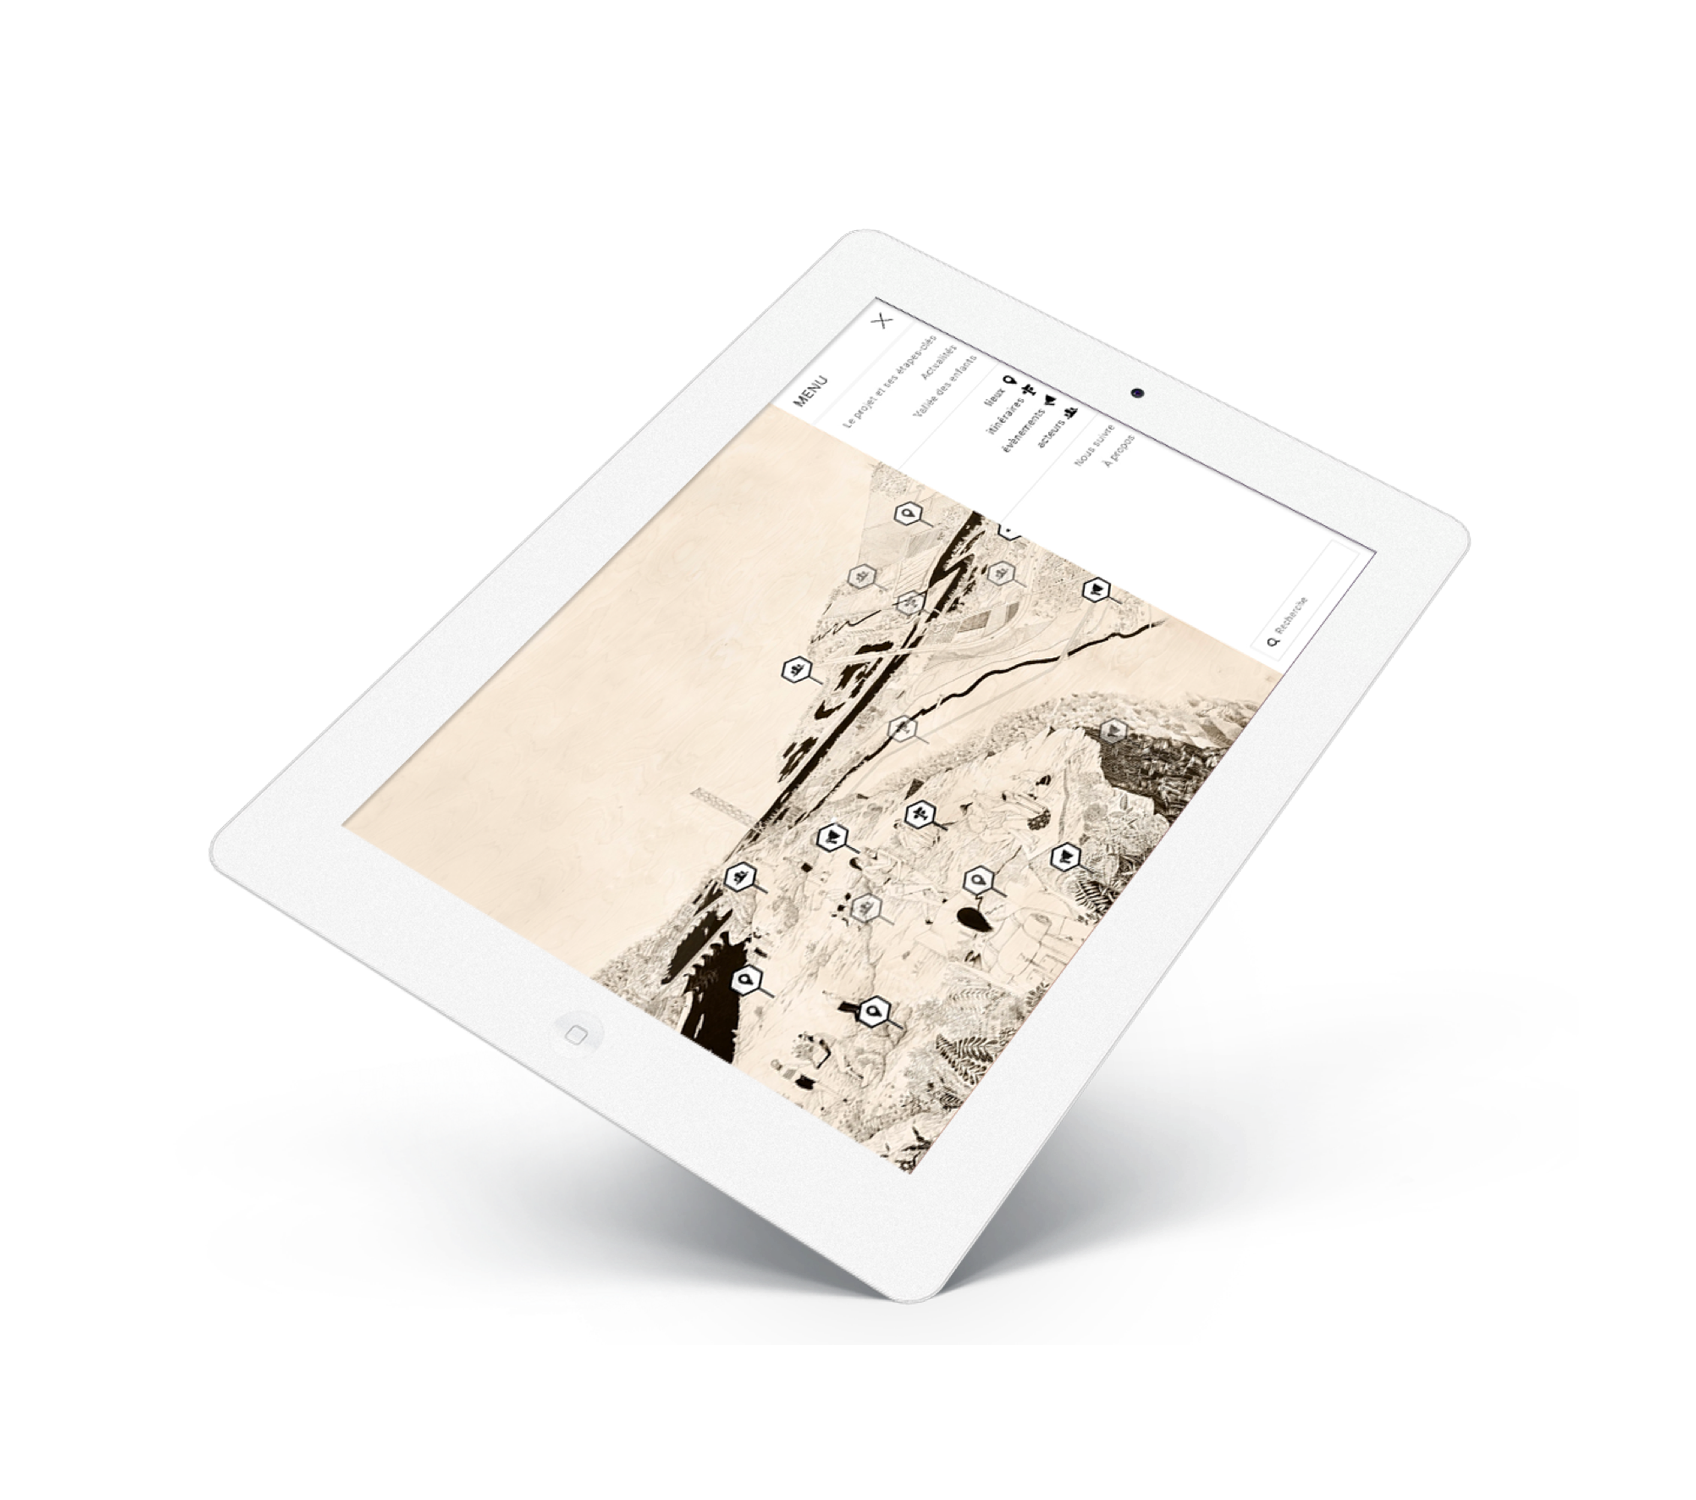 MENU
Le projet et ses étapes-clés
Actualités
Vallée des enfants
lieux
itinéraires
évènements
acteurs
Nous suivre
À propos
Recherche